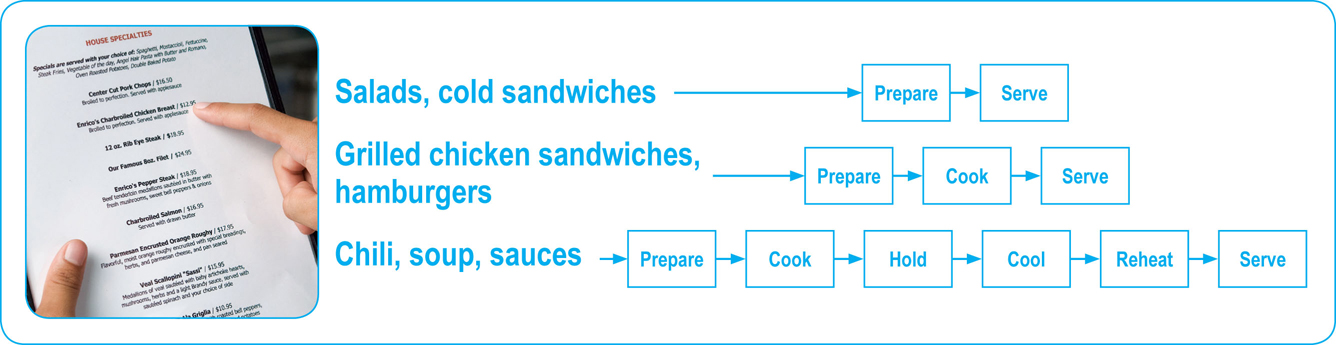 HOUSE SPECIALTIES
Specials are served with your choice of: Spaghetti, Mostaccioli, Fettuccine,
Steak Fries, Vegetable of the day, Angel Hair Pasta with Butter and Romano,
Oven Roasted Potatoes, Double Baked Potato
Center Cut Pork Chops / $16.50
Broiled to perfection. Served with applesauce
Enrico's Charbroiled Chicken Breast / $12.95
Broiled to perfection. Served with applesauce
12 oz. Rib Eye Steak / $18.95
Our Famous 8oz. Filet / $24.95
Enrico's Pepper Steak / $18.95
Beef tenderloin medallions sautéed in butter with
fresh mushrooms, sweet bell peppers & onions
Charbroiled Salmon / $16.95
Served with drawn butter
Parmesan Encrusted Orange Roughy / $17.95
Flavorful, moist orange roughy encrusted with special breedings,
herbs, and parmesan cheese, and pan seared
Veal Scallopini "Sassi" / $15.95
Medallions of veal sautéed with baby artichoke hearts,
mushrooms, herbs and a light Brandy sauce, served with
sautéed spinach and your choice of side
Griglia / $10.95
roasted bell peppers,
potatoes
Salads, cold sandwiches
Prepare
Serve
Grilled chicken sandwiches,
hamburgers
Prepare
Cook
Serve
Chili, soup, sauces
Prepare
Cook
Hold
Cool
Reheat
Serve